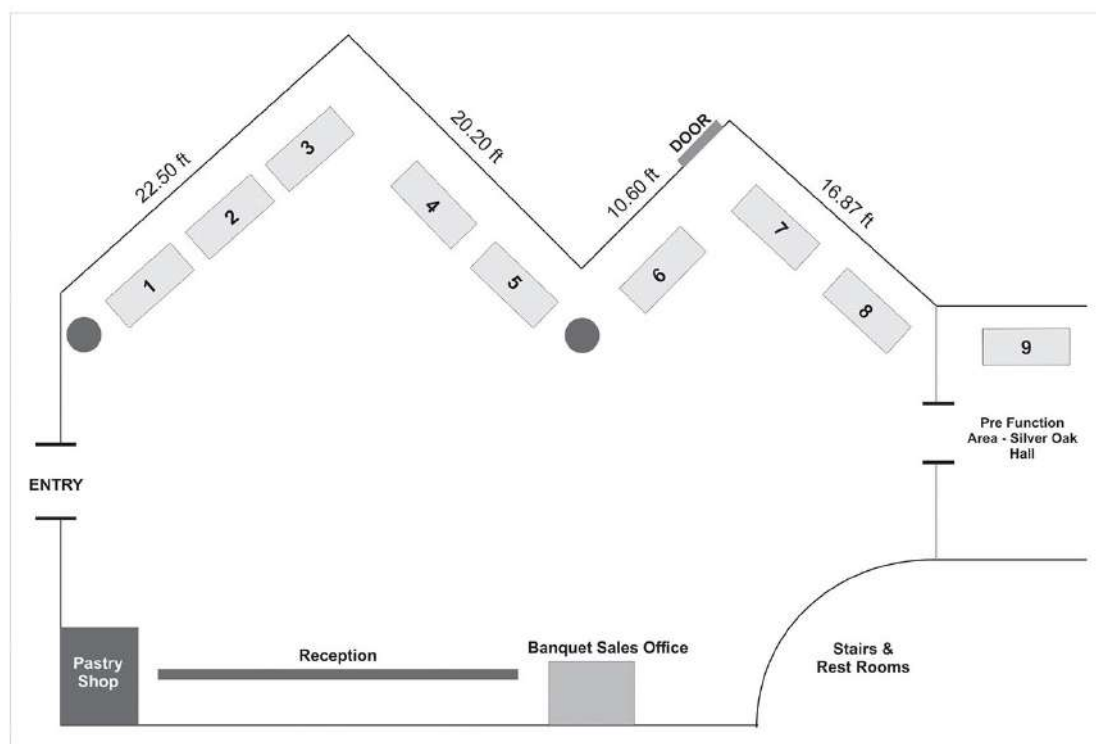 22.50 ft
20.20 ft
10.60 ft
DOOR
16.87 ft
1
2
3
4
5
6
7
8
9
Pre Function
Area - Silver Oak
Hall
ENTRY
Pastry
Shop
Reception
Banquet Sales Office
Stairs &
Rest Rooms